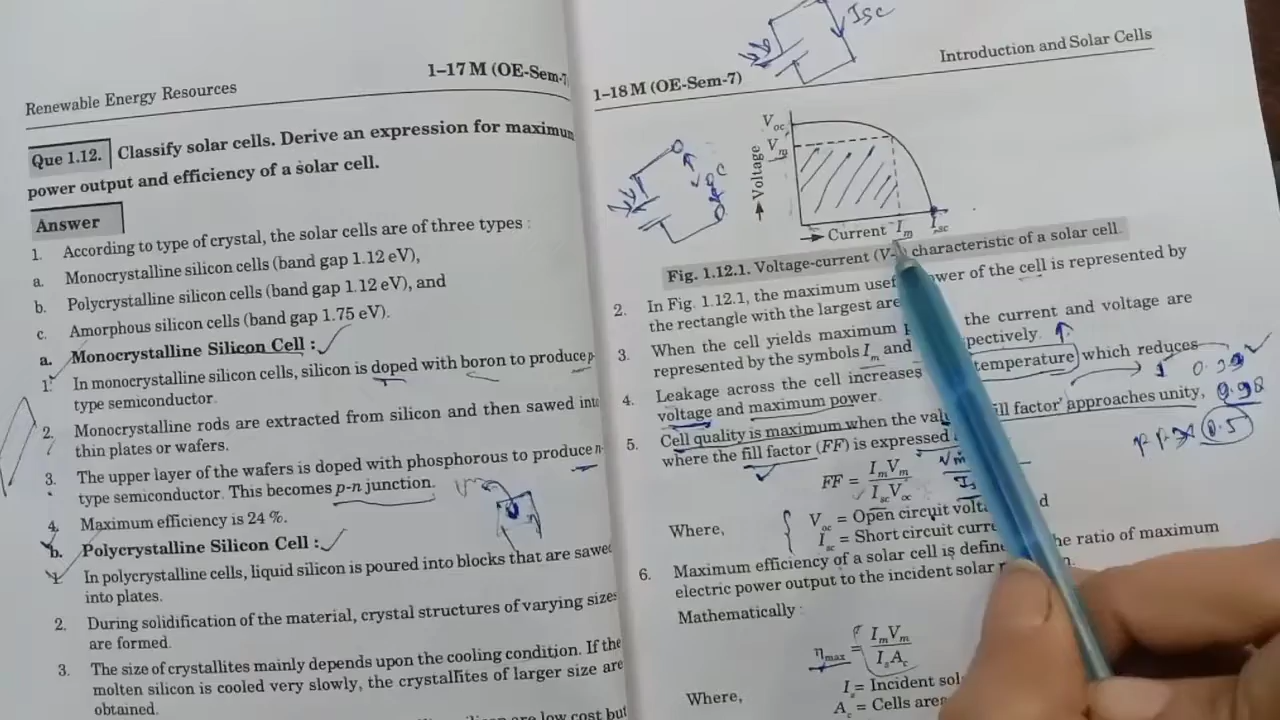 Renewable Energy Resources
1–17 M (OE-Sem-7
Que 1.12. Classify solar cells. Derive an expression for maximum
power output and efficiency of a solar cell.
Answer
1. According to type of crystal, the solar cells are of three types :
a. Monocrystalline silicon cells (band gap 1.12 eV),
b. Polycrystalline silicon cells (band gap 1.12 eV), and
c. Amorphous silicon cells (band gap 1.75 eV).
a. Monocrystalline Silicon Cell :
1. In monocrystalline silicon cells, silicon is doped with boron to produce p-
type semiconductor.
2. Monocrystalline rods are extracted from silicon and then sawed into
thin plates or wafers.
3. The upper layer of the wafers is doped with phosphorous to produce n-
type semiconductor. This becomes p-n junction.
4. Maximum efficiency is 24 %.
b. Polycrystalline Silicon Cell :
1. In polycrystalline cells, liquid silicon is poured into blocks that are sawed
into plates.
2. During solidification of the material, crystal structures of varying sizes
are formed.
3. The size of crystallites mainly depends upon the cooling condition. If the
molten silicon is cooled very slowly, the crystallites of larger size are
obtained.
are low cost but
Isc
1–18 M (OE-Sem-7)
Introduction and Solar Cells
Voc
Vm
Voltage
Current Im Isc
Fig. 1.12.1. Voltage-current (V- characteristic of a solar cell.
2. In Fig. 1.12.1, the maximum usef ower of the cell is represented by
the rectangle with the largest are
3. When the cell yields maximum p the current and voltage are
represented by the symbols Im and pectively.
4. Leakage across the cell increases temperature which reduces
voltage and maximum power.
0.99
5. Cell quality is maximum when the valu fill factor' approaches unity,
0.98
where the fill factor (FF) is expressed
0.5
FF = ImVm / IscVoc
Where, Voc = Open circuit volta d
Isc = Short circuit curre
6. Maximum efficiency of a solar cell is define he ratio of maximum
electric power output to the incident solar n.
Mathematically :
ηmax = ImVm / IsAc
Where, Is = Incident sol
Ac = Cells area